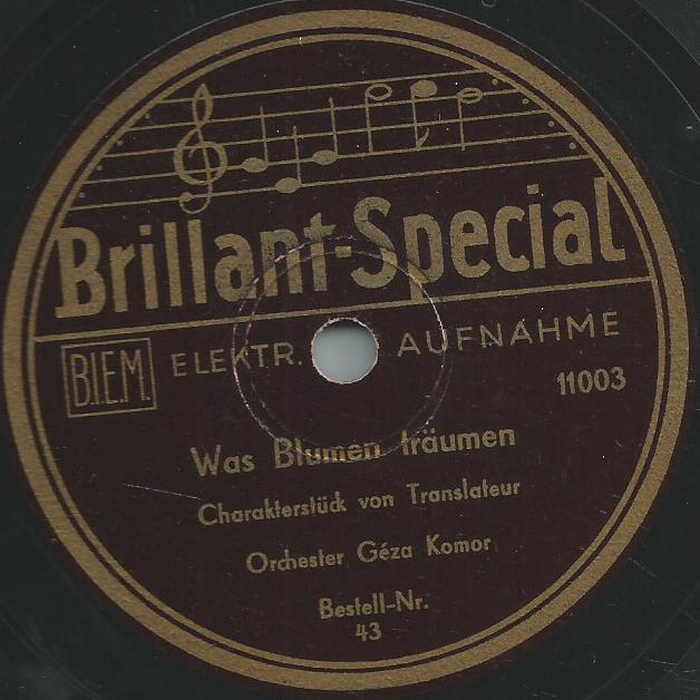 Brillant-Special
B.I.E.M. ELEKTR. AUFNAHME
11003
Was Blumen träumen
Charakterstück von Translateur
Orchester Géza Komor
Bestell-Nr.
43